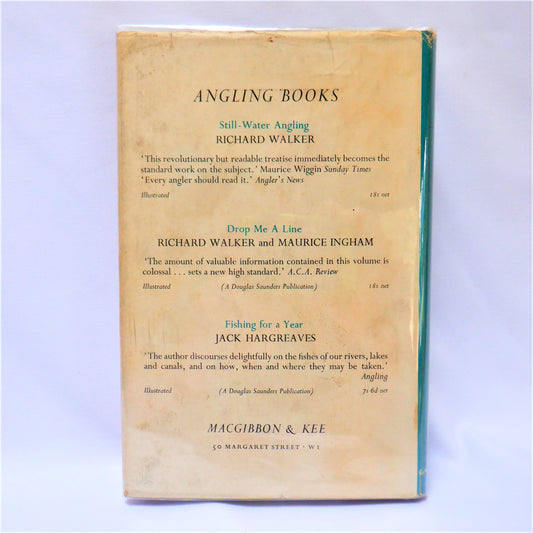 ANGLING BOOKS
Still-Water Angling
RICHARD WALKER
'This revolutionary but readable treatise immediately becomes the
standard work on the subject.' Maurice Wiggin Sunday Times
'Every angler should read it.' Angler's News
Illustrated 18s net
Drop Me A Line
RICHARD WALKER and MAURICE INGHAM
'The amount of valuable information contained in this volume is
colossal . . . sets a new high standard.' A.C.A. Review
Illustrated (A Douglas Saunders Publication) 18s net
Fishing for a Year
JACK HARGREAVES
'The author discourses delightfully on the fishes of our rivers, lakes
and canals, and on how, when and where they may be taken.'
Angling
Illustrated (A Douglas Saunders Publication) 7s 6d net
MACGIBBON & KEE
50 MARGARET STREET · W1